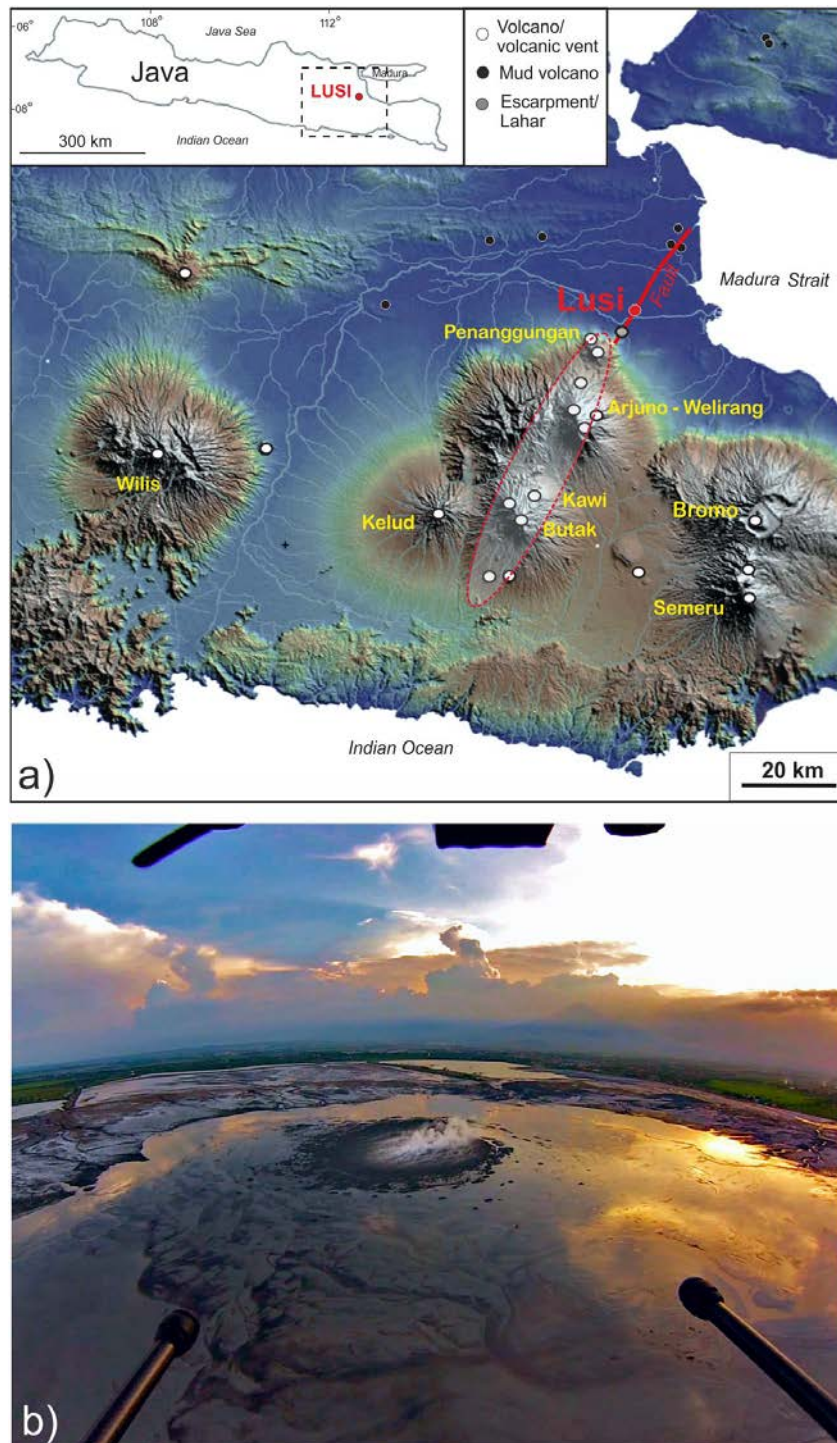 108°
112°
06°
08°
Java Sea
Java
Madura
LUSI
300 km
Indian Ocean
Volcano/
volcanic vent
Mud volcano
Escarpment/
Lahar
Madura Strait
Lusi
Fault
Penanggungan
Arjuno - Welirang
Wilis
Kelud
Kawi
Butak
Bromo
Semeru
Indian Ocean
a)
20 km
b)